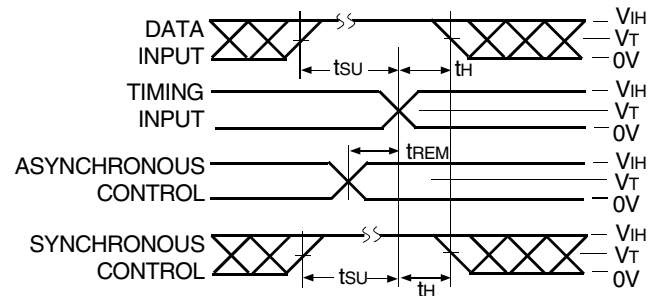 DATA
INPUT
tSU
tH
VIH
VT
0V
TIMING
INPUT
VIH
VT
0V
tREM
ASYNCHRONOUS
CONTROL
VIH
VT
0V
SYNCHRONOUS
CONTROL
tSU
tH
VIH
VT
0V